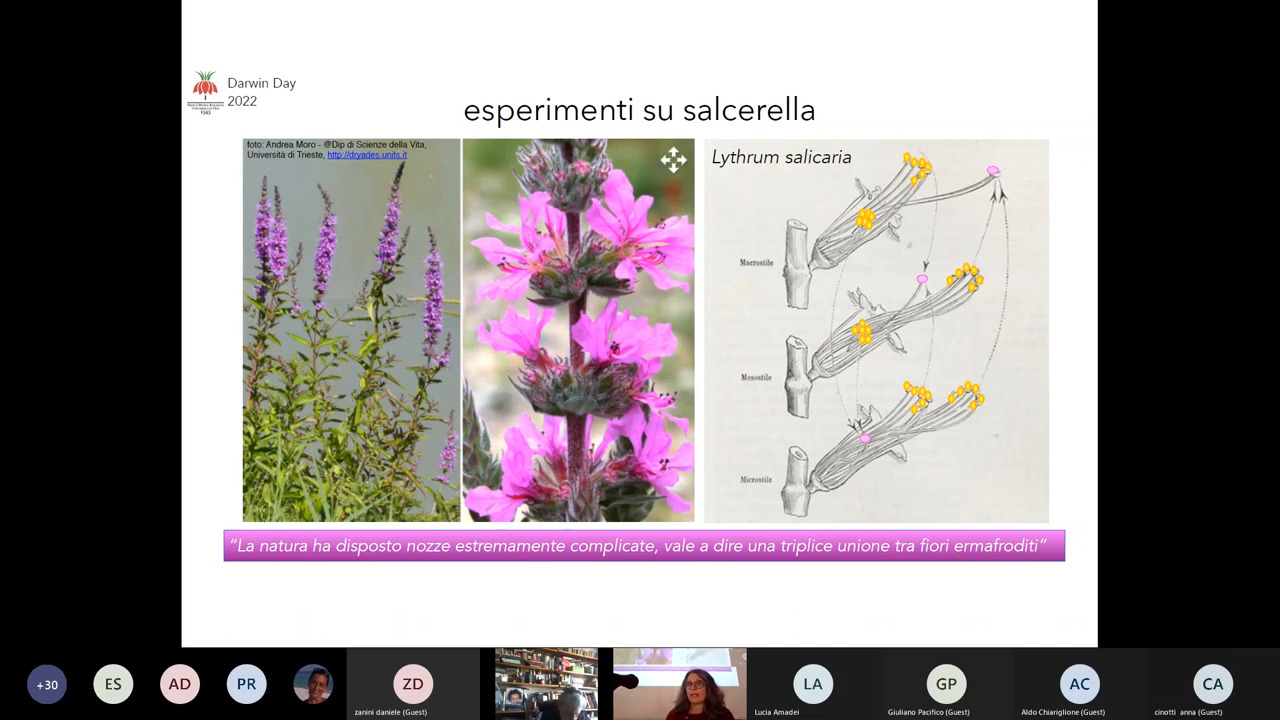 Darwin Day
2022
esperimenti su salcerella
foto: Andrea Moro - @Dip di Scienze della Vita,
Università di Trieste, http://dryades.units.it
Lythrum salicaria
Macrostile
Mesostile
Microstile
“La natura ha disposto nozze estremamente complicate, vale a dire una triplice unione tra fiori ermafroditi”
+30
ES
AD
PR
ZD
zanini daniele (Guest)
LA
Lucia Amadei
GP
Giuliano Pacifico (Guest)
AC
Aldo Chiariglione (Guest)
CA
cinotti anna (Guest)